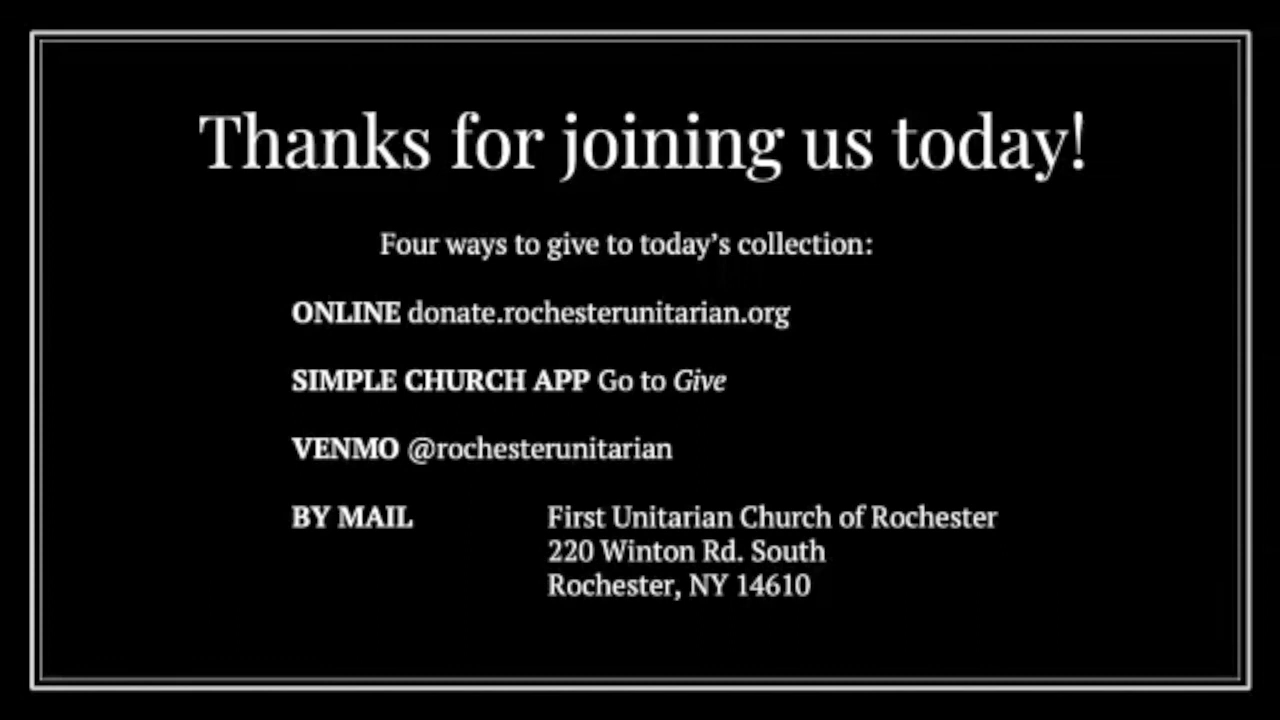 Thanks for joining us today!
Four ways to give to today’s collection:
ONLINE donate.rochesterunitarian.org
SIMPLE CHURCH APP Go to Give
VENMO @rochesterunitarian
BY MAIL First Unitarian Church of Rochester
220 Winton Rd. South
Rochester, NY 14610